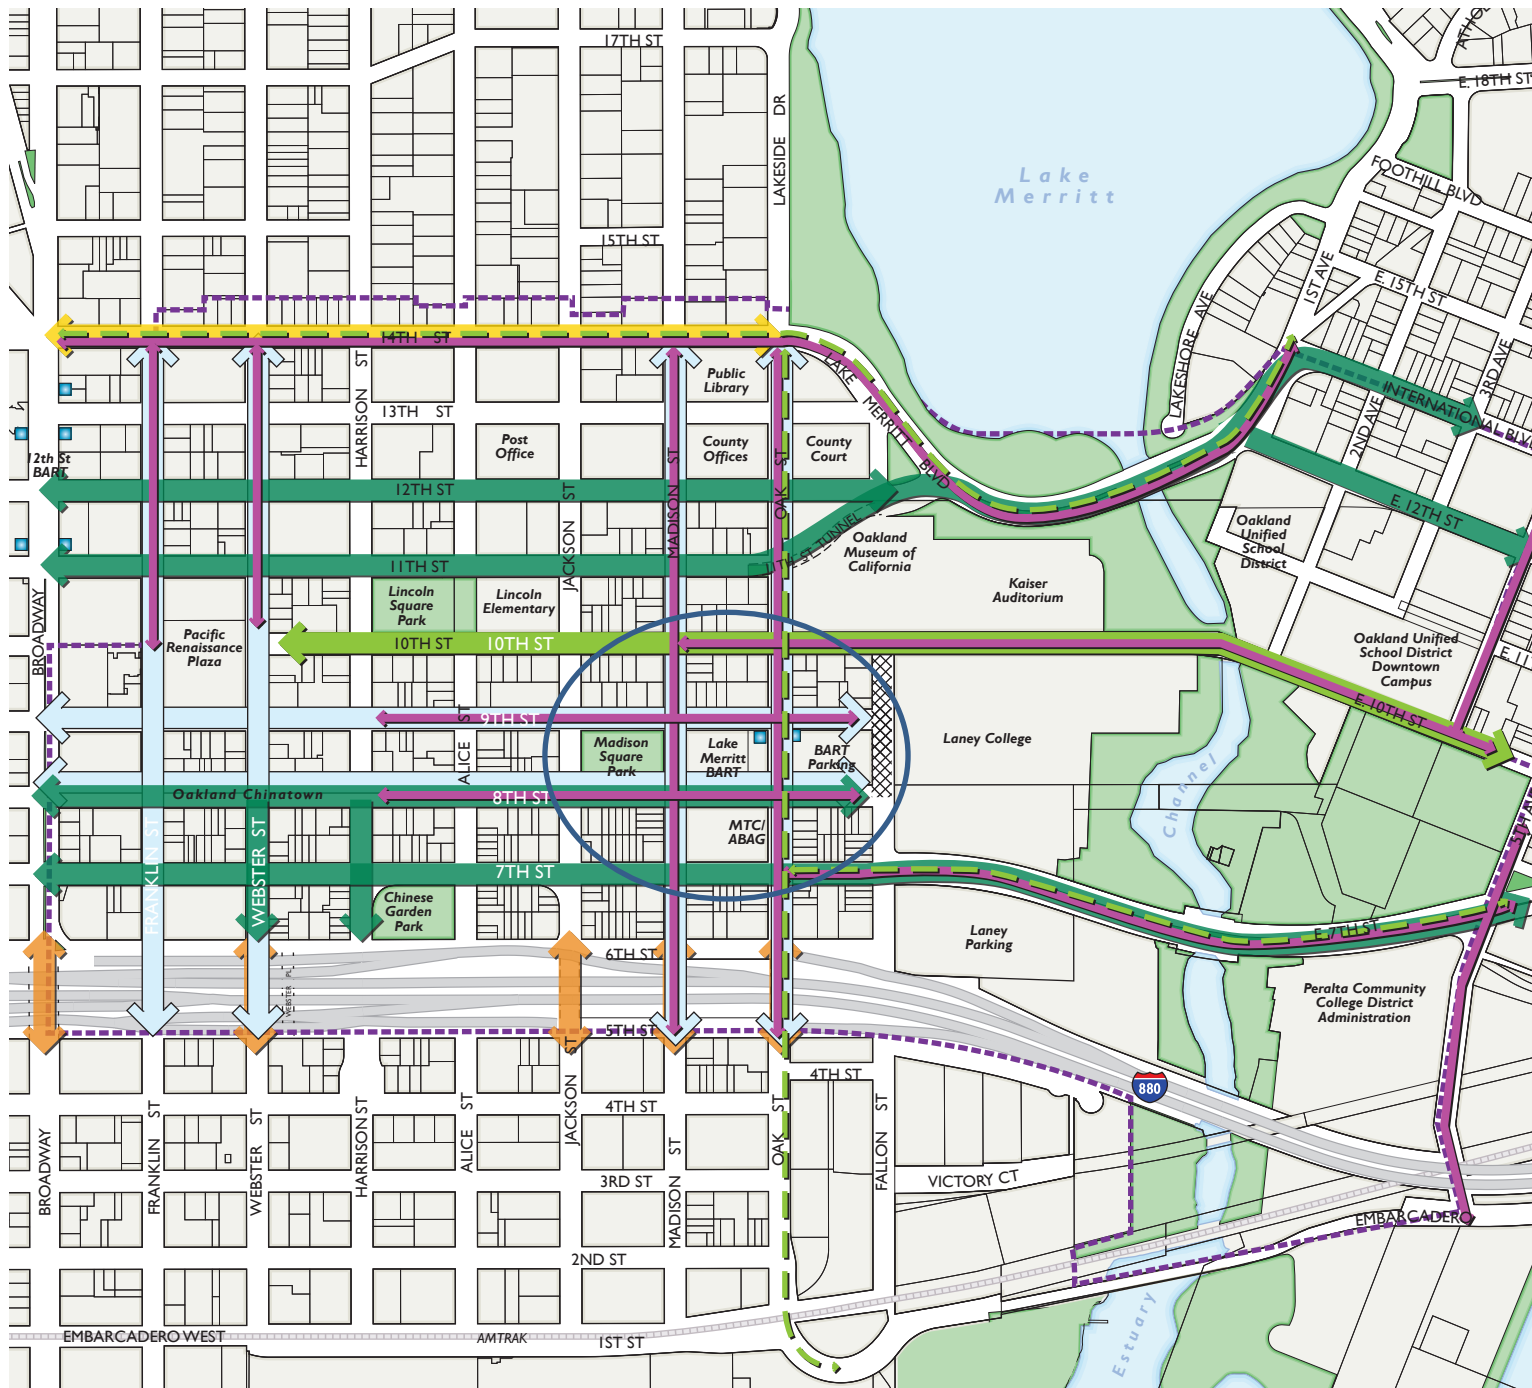 17TH ST
ATHOL
E. 18TH ST
LAKESIDE DR
Lake
Merritt
FOOTHILL BLVD
15TH ST
1ST AVE
E. 15TH ST
LAKESHORE AVE
14TH ST
HARRISON ST
Public
Library
LAKE MERRITT BLVD
3RD AVE
INTERNATIONAL BLVD
13TH ST
2ND AVE
Post
Office
County
Offices
County
Court
12th St
BART
MADISON ST
OAK ST
12TH ST
JACKSON ST
E. 12TH ST
11TH ST TUNNEL
Oakland
Museum of
California
Oakland
Unified
School
District
11TH ST
Kaiser
Auditorium
Lincoln
Square
Park
Lincoln
Elementary
BROADWAY
Pacific
Renaissance
Plaza
10TH ST
10TH ST
Oakland Unified
School District
Downtown
Campus
E. 11
E. 10TH ST
9TH ST
ALICE ST
Madison
Square
Park
Lake
Merritt
BART
BART
Parking
Laney College
Channel
Oakland Chinatown
8TH ST
5TH A
FRANKLIN ST
WEBSTER ST
MTC/
ABAG
7TH ST
Chinese
Garden
Park
Laney
Parking
E. 7TH ST
6TH ST
WEBSTER PL
Peralta Community
College District
Administration
5TH ST
4TH ST
880
BROADWAY
FRANKLIN ST
WEBSTER ST
HARRISON ST
ALICE ST
JACKSON ST
4TH ST
MADISON ST
OAK ST
FALLON ST
3RD ST
VICTORY CT
EMBARCADERO
2ND ST
Estuary
EMBARCADERO WEST
AMTRAK
1ST ST